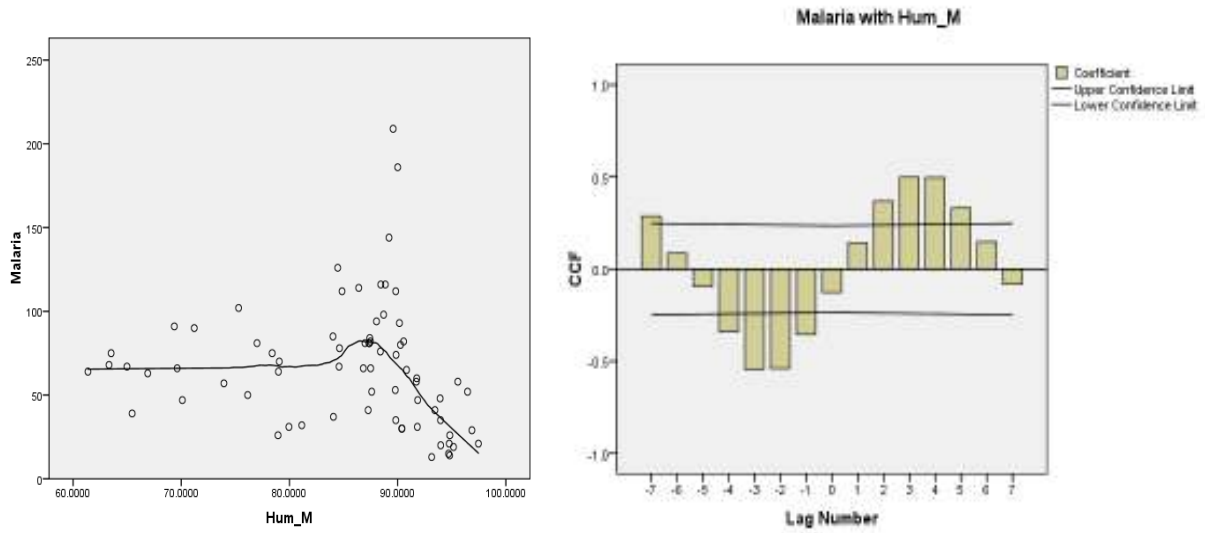 250
200
150
100
50
0
Malaria
60.0000 70.0000 80.0000 90.0000 100.0000
Hum_M
Malaria with Hum_M
1.0
0.5
0.0
-0.5
-1.0
CCF
-7 -6 -5 -4 -3 -2 -1 0 1 2 3 4 5 6 7
Lag Number
Coefficient
Upper Confidence Limit
Lower Confidence Limit